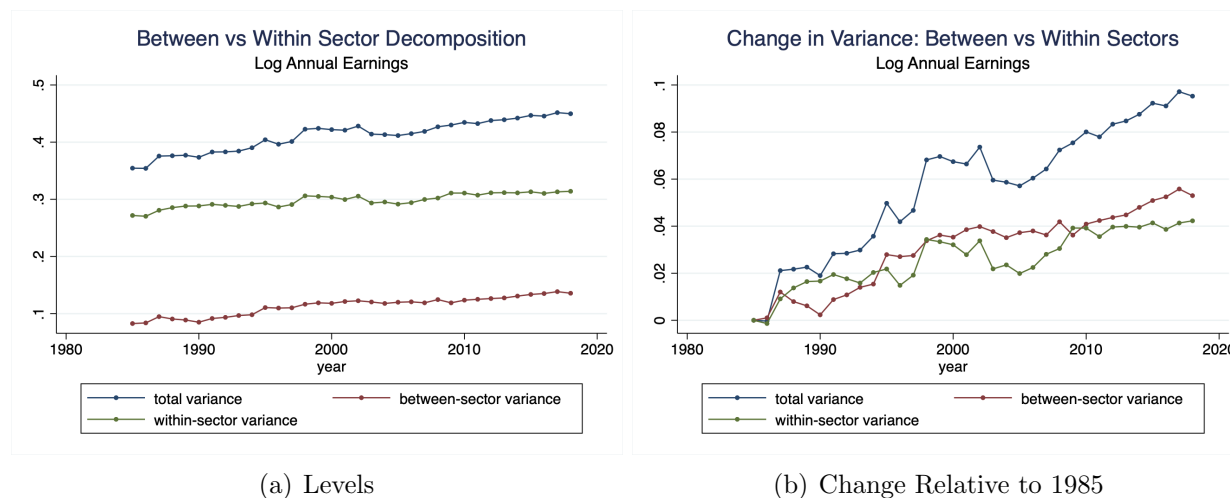 Between vs Within Sector Decomposition
Log Annual Earnings
.5
.4
.3
.2
.1
1980 1990 2000 2010 2020
year
total variance between-sector variance
within-sector variance
(a) Levels
Change in Variance: Between vs Within Sectors
Log Annual Earnings
.1
.08
.06
.04
.02
0
1980 1990 2000 2010 202
year
total variance between-sector variance
within-sector variance
(b) Change Relative to 1985